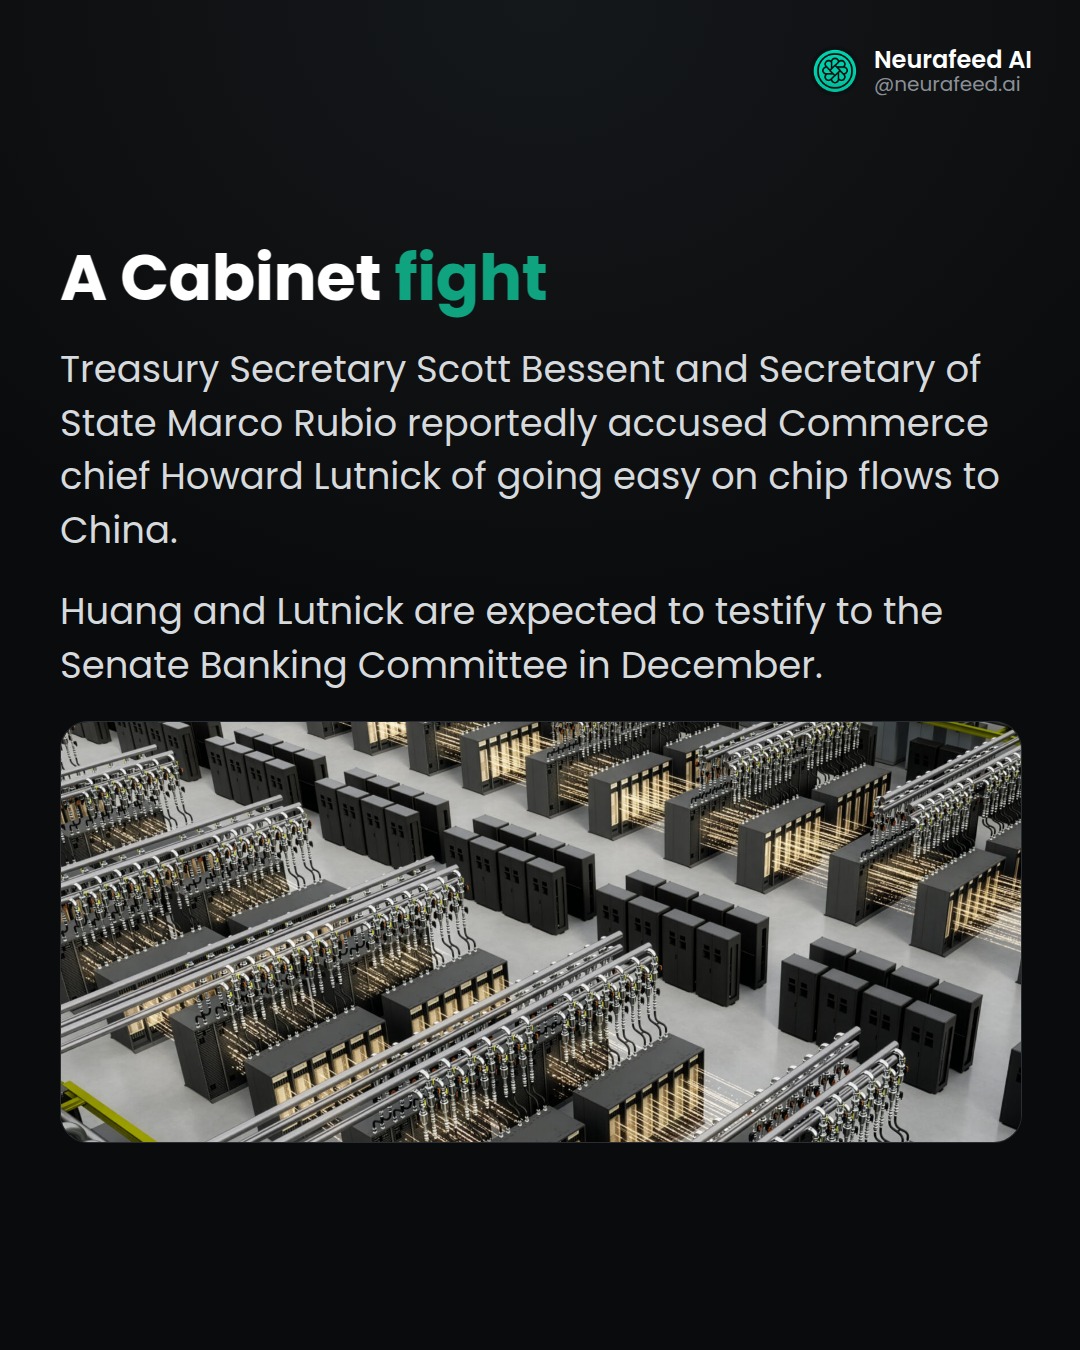 Neurafeed AI
@neurafeed.ai
A Cabinet fight
Treasury Secretary Scott Bessent and Secretary of
State Marco Rubio reportedly accused Commerce
chief Howard Lutnick of going easy on chip flows to
China.
Huang and Lutnick are expected to testify to the
Senate Banking Committee in December.